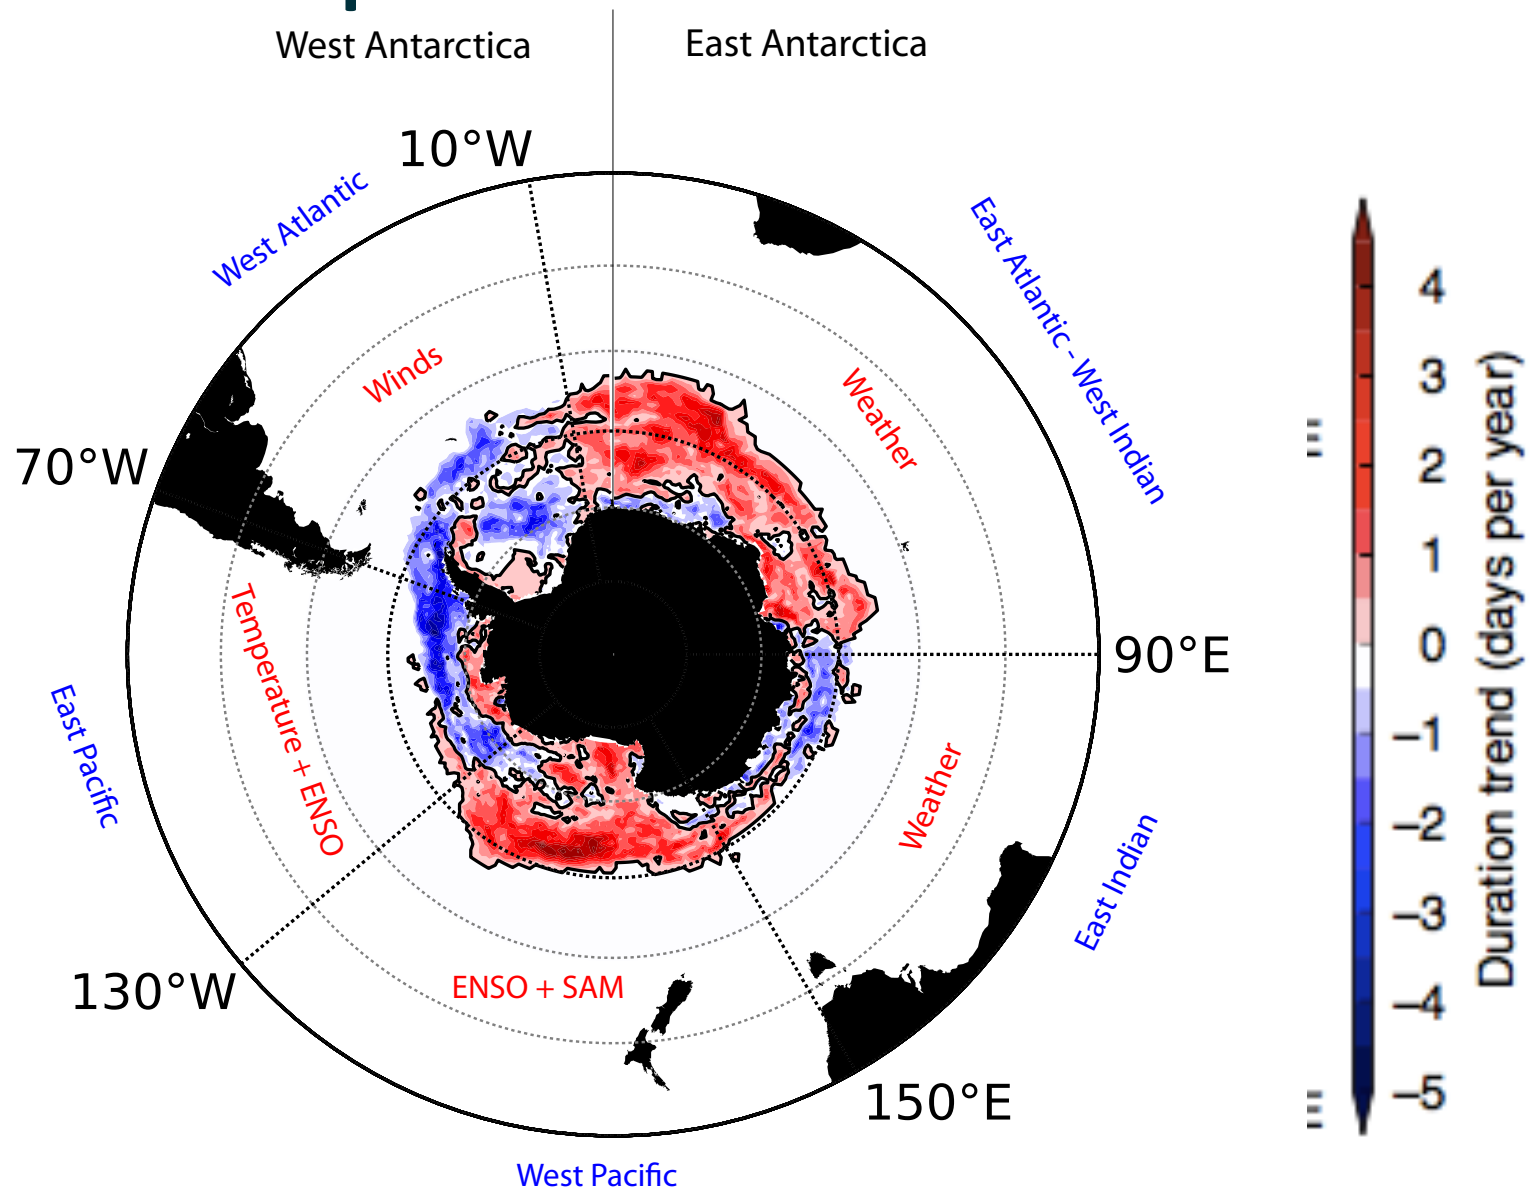 West Antarctica
East Antarctica
10°W
West Atlantic
East Atlantic - West Indian
Winds
Weather
70°W
Temperature + ENSO
90°E
East Pacific
Weather
East Indian
130°W
ENSO + SAM
150°E
West Pacific
4
3
2
1
0
−1
−2
−3
−4
−5
Duration trend (days per year)